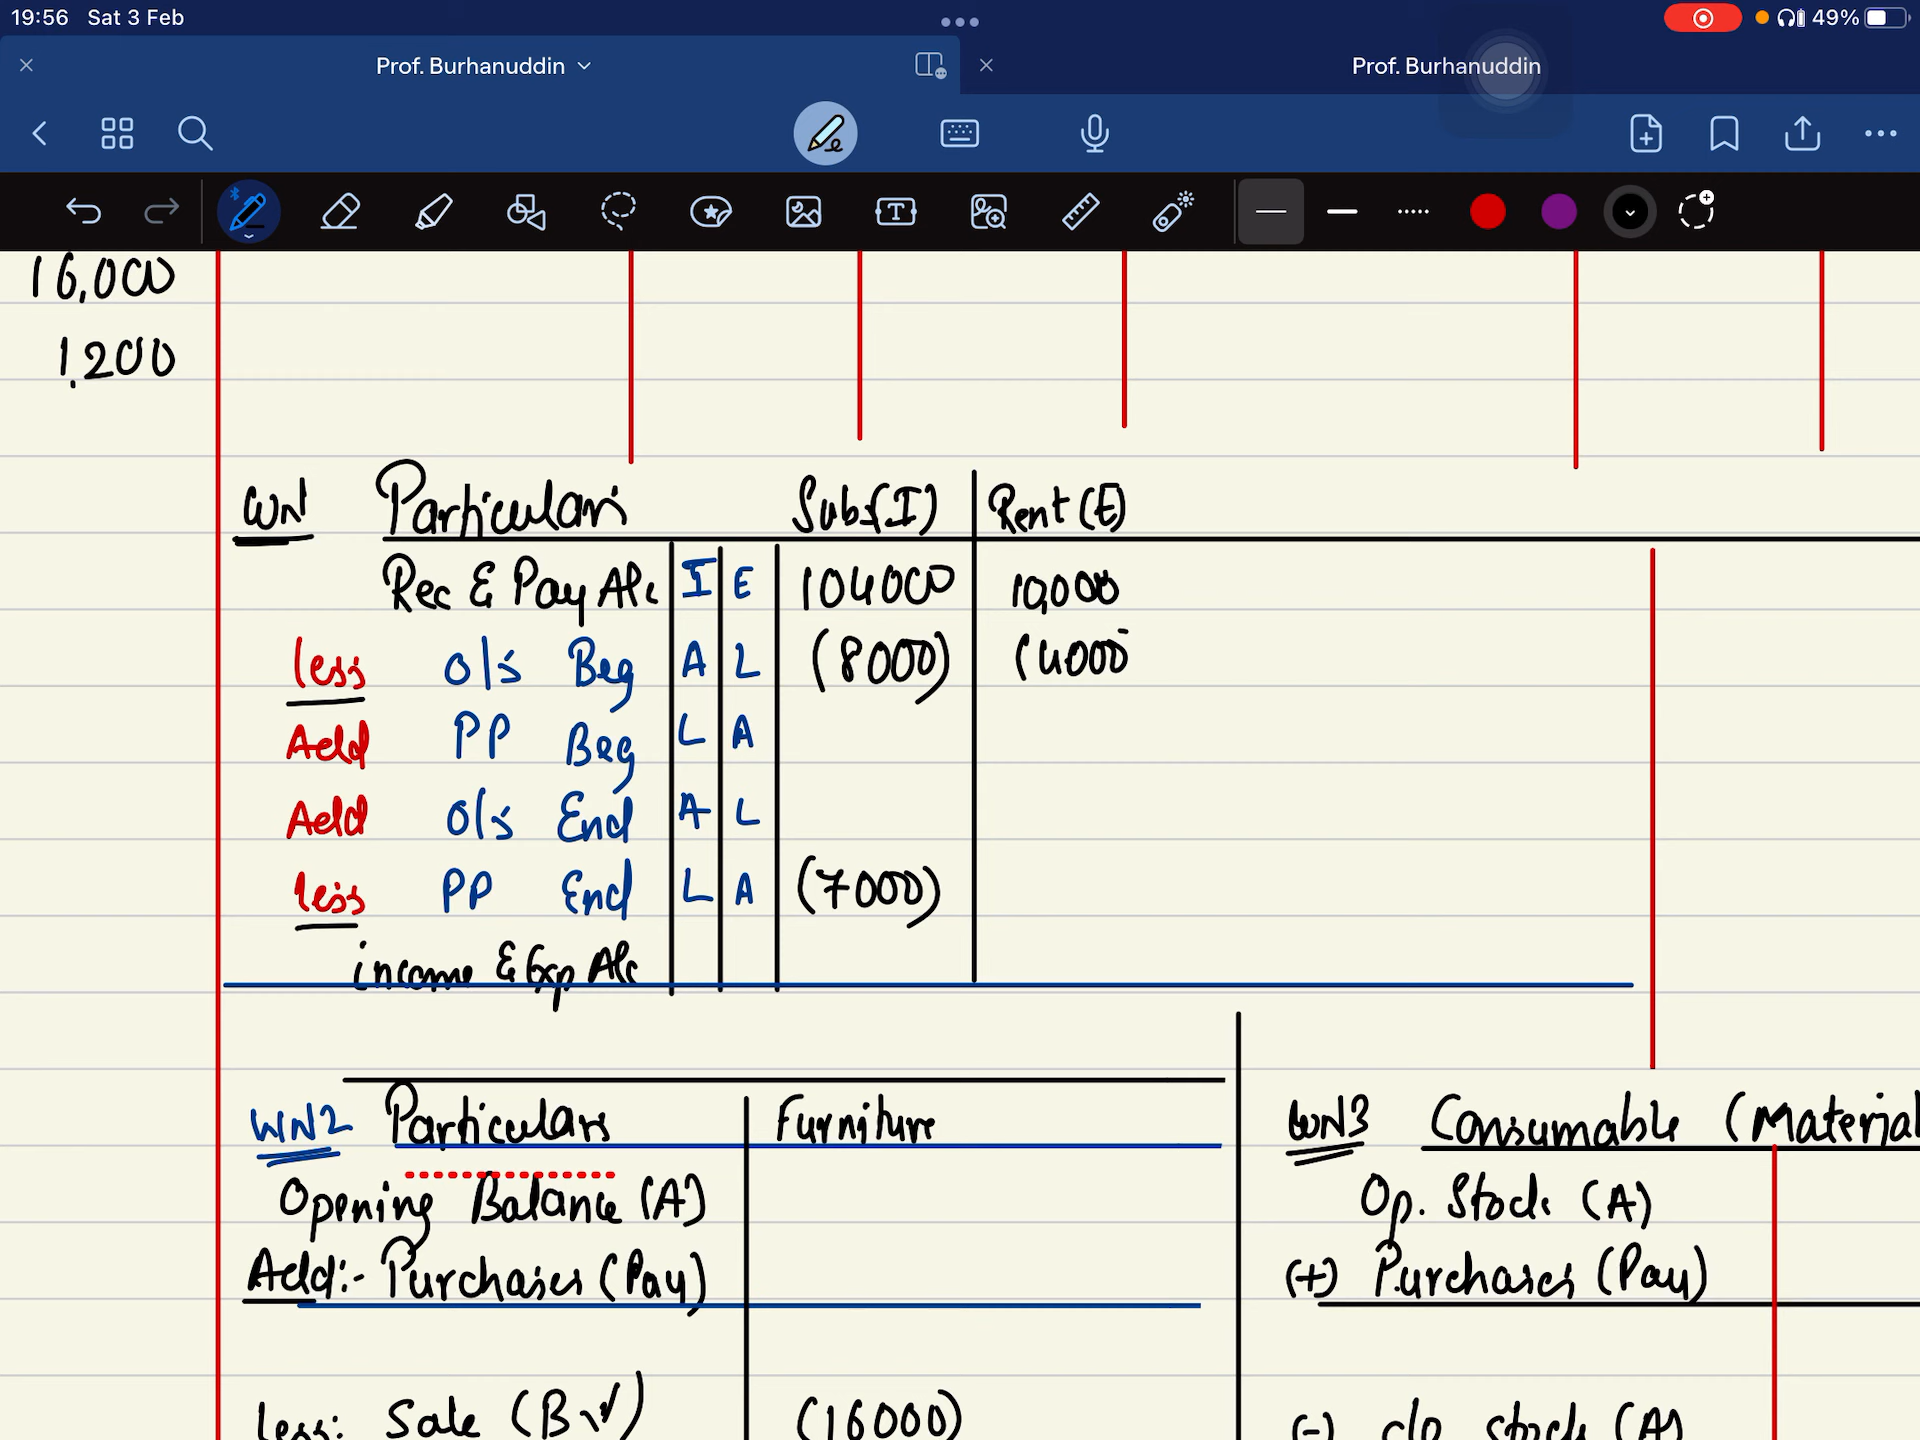 19:56 Sat 3 Feb 49%
Prof. Burhanuddin Prof. Burhanuddin
16,000
1,200
WN Particulars Subs(I) Rent(E)
Rec & Pay A/c I E 104000 10,000
less O/s Beg A L (8000) (4000
Add PP Beg L A
Add O/s End A L
less PP End L A (7000)
income & Exp A/c
WN2 Particulars Furniture
Opening Balance (A)
Add:- Purchases (Pay)
less: Sale (B.V) (16000)
WN3 Consumable (Material
Op. Stock (A)
(+) Purchases (Pay)
(-) clo stock (A)